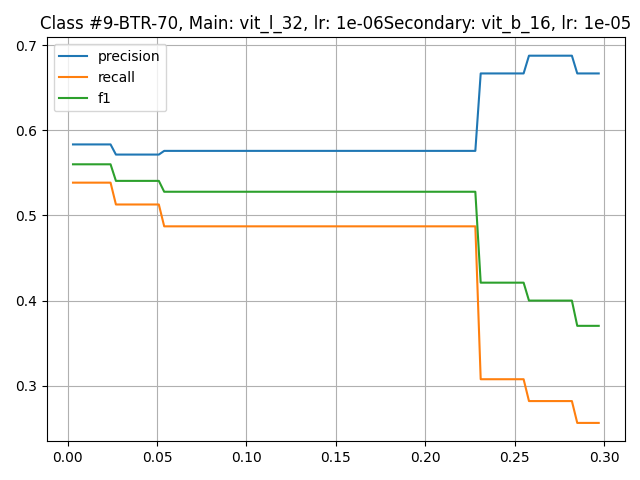 Class #9-BTR-70, Main: vit_l_32, lr: 1e-06Secondary: vit_b_16, lr: 1e-05
precision
recall
f1
0.7
0.6
0.5
0.4
0.3
0.00 0.05 0.10 0.15 0.20 0.25 0.30